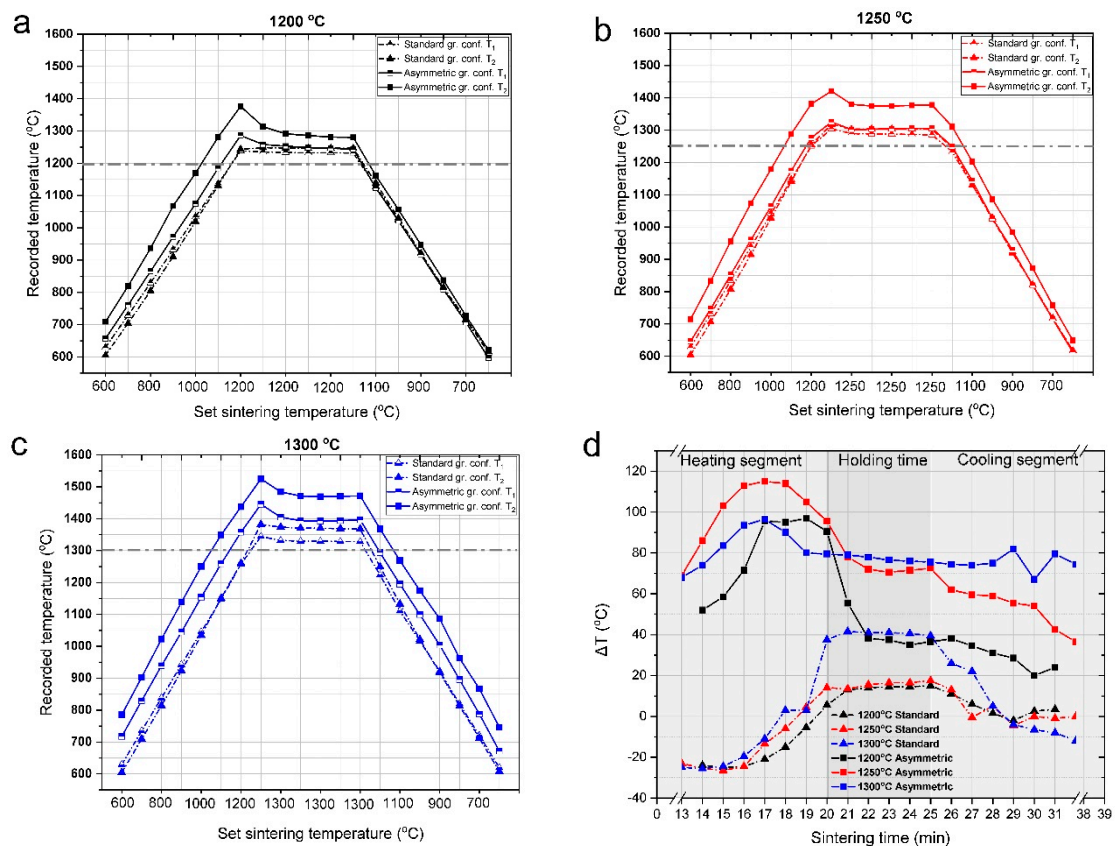 a
1200 °C
1600
1500
1400
1300
1200
1100
1000
900
800
700
600
Recorded temperature (°C)
Standard gr. conf. T1
Standard gr. conf. T2
Asymmetric gr. conf. T1
Asymmetric gr. conf. T2
600 800 1000 1200 1200 1200 1100 900 700
Set sintering temperature (°C)
b
1250 °C
1600
1500
1400
1300
1200
1100
1000
900
800
700
600
Recorded temperature (°C)
Standard gr. conf. T1
Standard gr. conf. T2
Asymmetric gr. conf. T1
Asymmetric gr. conf. T2
600 800 1000 1200 1250 1250 1250 1100 900 700
Set sintering temperature (°C)
c
1300 °C
1600
1500
1400
1300
1200
1100
1000
900
800
700
600
Recorded temperature (°C)
Standard gr. conf. T1
Standard gr. conf. T2
Asymmetric gr. conf. T1
Asymmetric gr. conf. T2
600 800 1000 1200 1300 1300 1300 1100 900 700
Set sintering temperature (°C)
d
Heating segment Holding time Cooling segment
120
100
80
60
40
20
0
-20
-40
ΔT (°C)
1200°C Standard
1250°C Standard
1300°C Standard
1200°C Asymmetric
1250°C Asymmetric
1300°C Asymmetric
0 13 14 15 16 17 18 19 20 21 22 23 24 25 26 27 28 29 30 31 38 39
Sintering time (min)